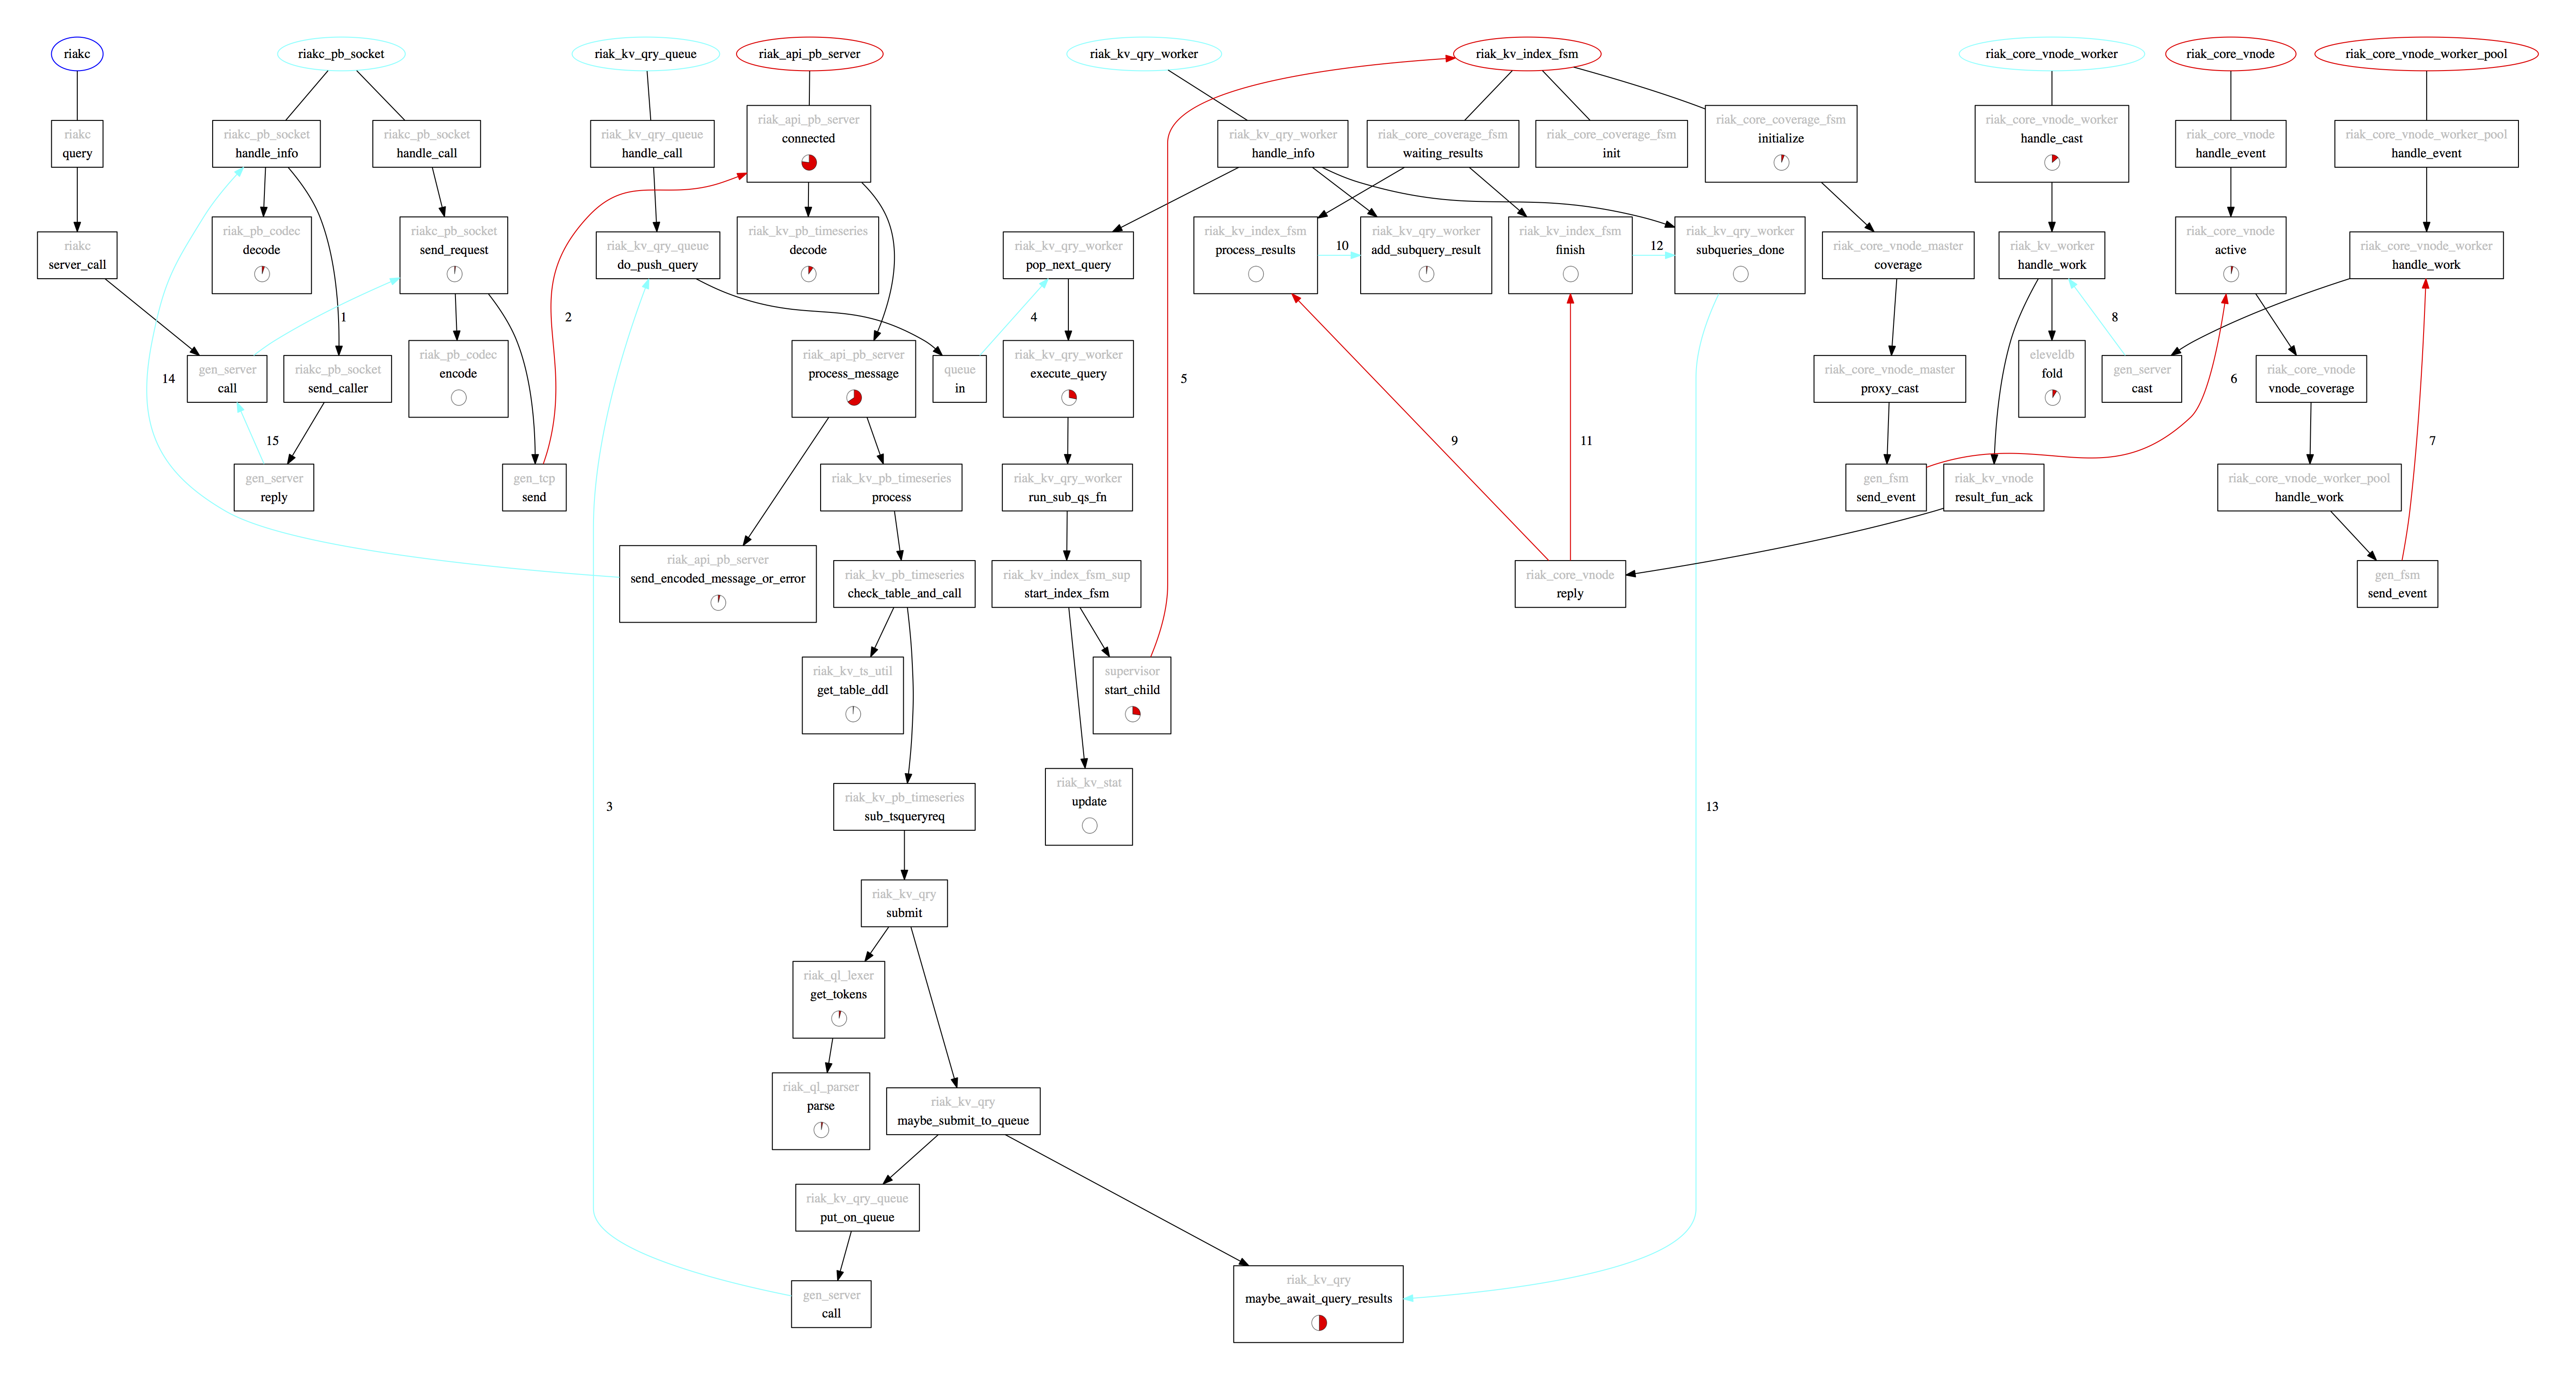 riakc
riakc_pb_socket
riak_kv_qry_queue
riak_api_pb_server
riak_kv_qry_worker
riak_kv_index_fsm
riak_core_vnode_worker
riak_core_vnode
riak_core_vnode_worker_pool
riakc
query
riakc_pb_socket
handle_info
riakc_pb_socket
handle_call
riak_kv_qry_queue
handle_call
riak_api_pb_server
connected
riak_kv_qry_worker
handle_info
riak_core_coverage_fsm
waiting_results
riak_core_coverage_fsm
init
riak_core_coverage_fsm
initialize
riak_core_vnode_worker
handle_cast
riak_core_vnode
handle_event
riak_core_vnode_worker_pool
handle_event
riakc
server_call
riak_pb_codec
decode
riakc_pb_socket
send_request
riak_kv_qry_queue
do_push_query
riak_kv_pb_timeseries
decode
riak_kv_qry_worker
pop_next_query
riak_kv_index_fsm
process_results
10
riak_kv_qry_worker
add_subquery_result
riak_kv_index_fsm
finish
12
riak_kv_qry_worker
subqueries_done
riak_core_vnode_master
coverage
riak_kv_worker
handle_work
riak_core_vnode
active
riak_core_vnode_worker
handle_work
1
2
4
8
14
gen_server
call
riakc_pb_socket
send_caller
riak_pb_codec
encode
riak_api_pb_server
process_message
queue
in
riak_kv_qry_worker
execute_query
5
riak_core_vnode_master
proxy_cast
eleveldb
fold
gen_server
cast
6
riak_core_vnode
vnode_coverage
15
9
11
7
gen_server
reply
gen_tcp
send
riak_kv_pb_timeseries
process
riak_kv_qry_worker
run_sub_qs_fn
gen_fsm
send_event
riak_kv_vnode
result_fun_ack
riak_core_vnode_worker_pool
handle_work
riak_api_pb_server
send_encoded_message_or_error
riak_kv_pb_timeseries
check_table_and_call
riak_kv_index_fsm_sup
start_index_fsm
riak_core_vnode
reply
gen_fsm
send_event
riak_kv_ts_util
get_table_ddl
supervisor
start_child
3
riak_kv_pb_timeseries
sub_tsqueryreq
riak_kv_stat
update
13
riak_kv_qry
submit
riak_ql_lexer
get_tokens
riak_ql_parser
parse
riak_kv_qry
maybe_submit_to_queue
riak_kv_qry_queue
put_on_queue
gen_server
call
riak_kv_qry
maybe_await_query_results